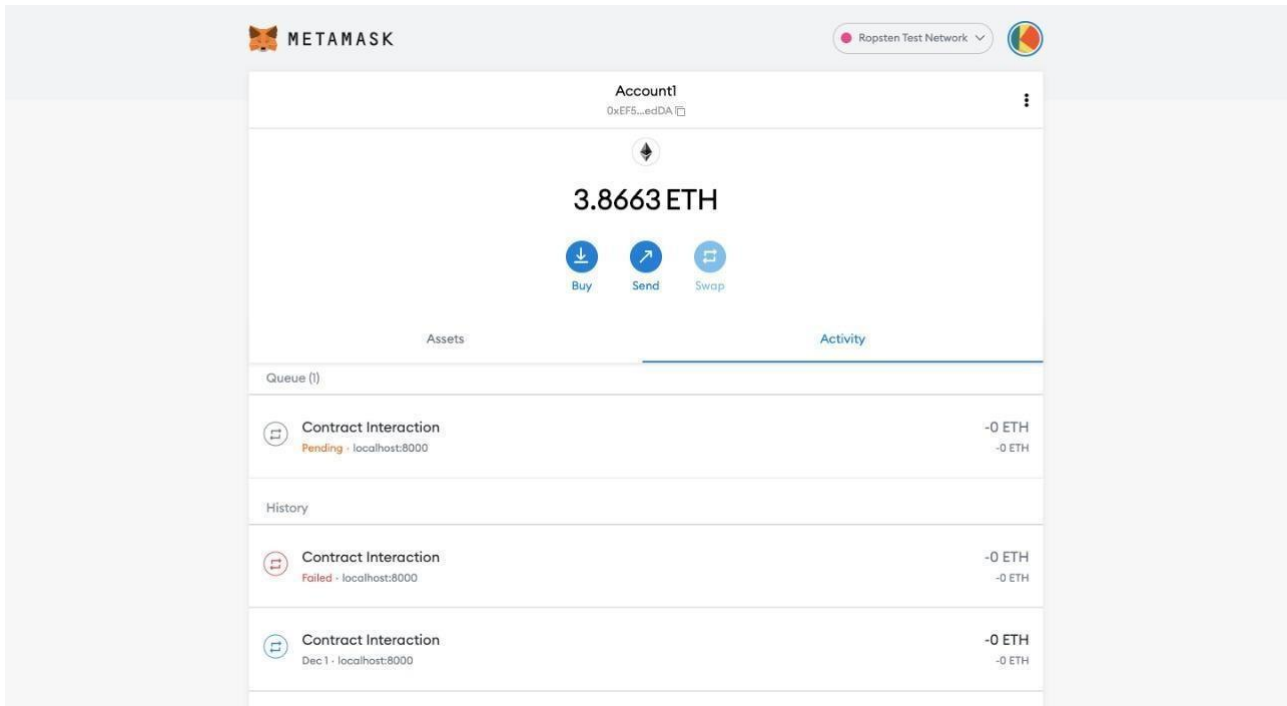 METAMASK
Ropsten Test Network
Account1
0xEF5...edDA
3.8663 ETH
Buy Send Swap
Assets Activity
Queue (1)
Contract Interaction -0 ETH
Pending - localhost:8000 -0 ETH
History
Contract Interaction -0 ETH
Failed - localhost:8000 -0 ETH
Contract Interaction -0 ETH
Dec 1 - localhost:8000 -0 ETH